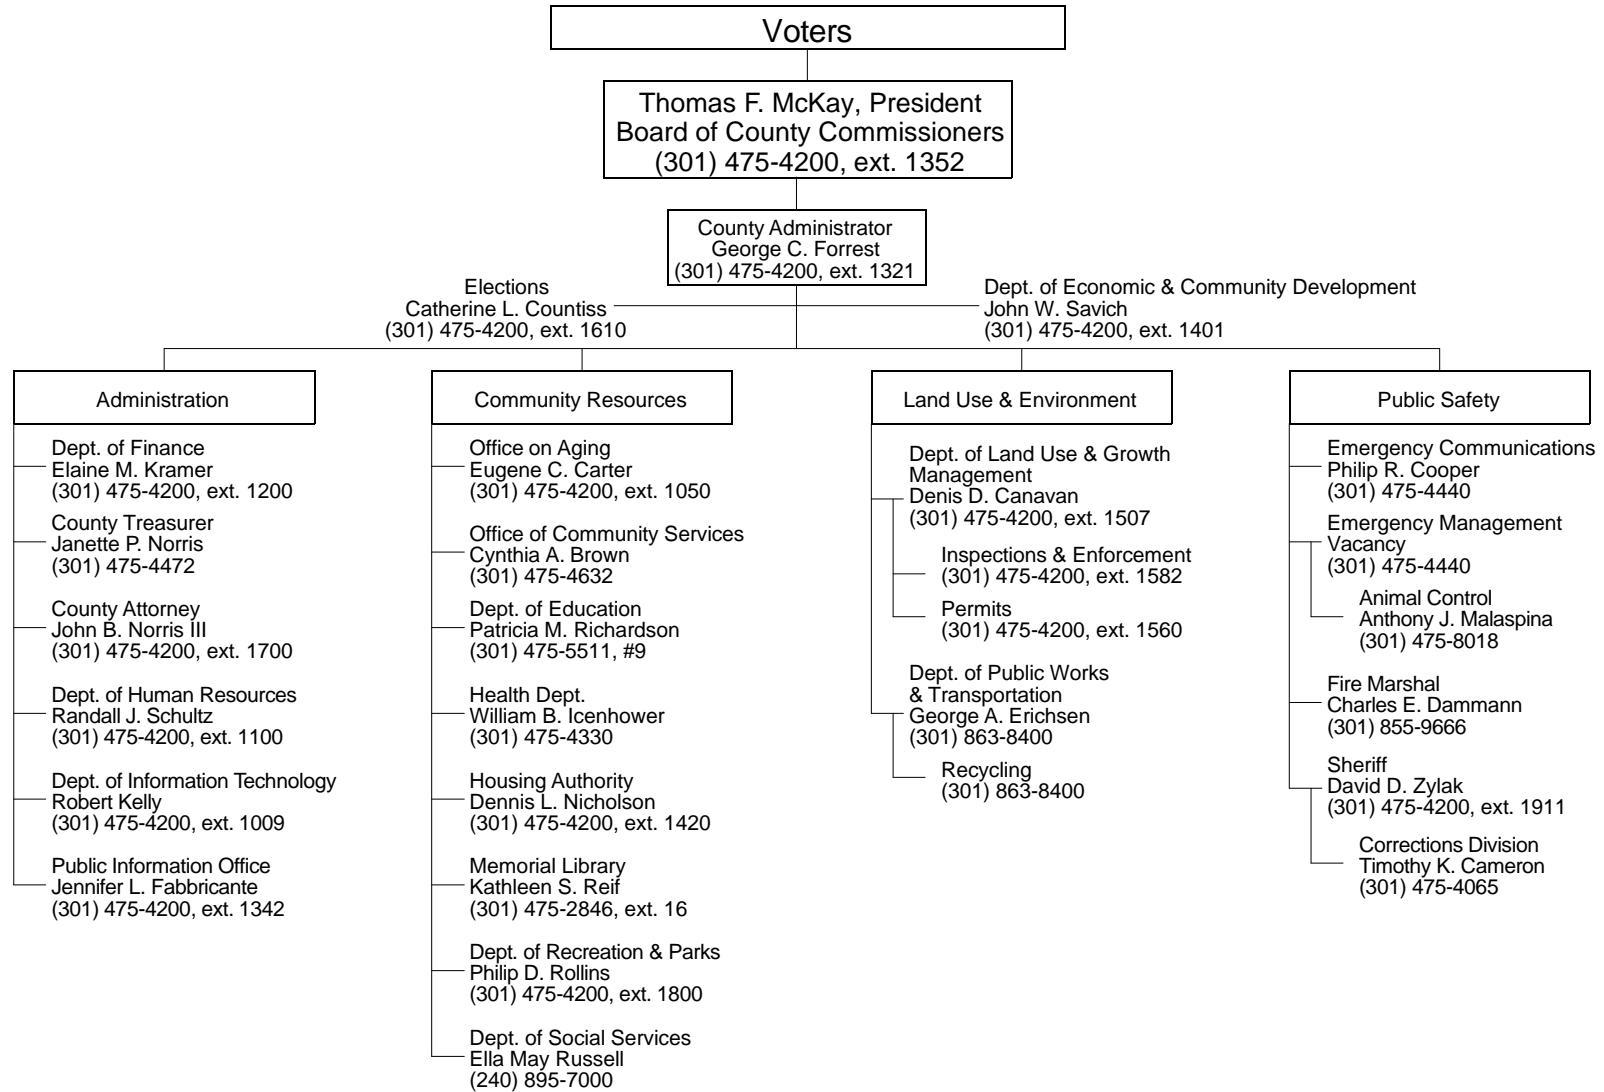 Voters
Thomas F. McKay, President
Board of County Commissioners
(301) 475-4200, ext. 1352
County Administrator
George C. Forrest
(301) 475-4200, ext. 1321
Elections
Catherine L. Countiss
(301) 475-4200, ext. 1610
Dept. of Economic & Community Development
John W. Savich
(301) 475-4200, ext. 1401
Administration
Dept. of Finance
Elaine M. Kramer
(301) 475-4200, ext. 1200
County Treasurer
Janette P. Norris
(301) 475-4472
County Attorney
John B. Norris III
(301) 475-4200, ext. 1700
Dept. of Human Resources
Randall J. Schultz
(301) 475-4200, ext. 1100
Dept. of Information Technology
Robert Kelly
(301) 475-4200, ext. 1009
Public Information Office
Jennifer L. Fabbricante
(301) 475-4200, ext. 1342
Community Resources
Office on Aging
Eugene C. Carter
(301) 475-4200, ext. 1050
Office of Community Services
Cynthia A. Brown
(301) 475-4632
Dept. of Education
Patricia M. Richardson
(301) 475-5511, #9
Health Dept.
William B. Icenhower
(301) 475-4330
Housing Authority
Dennis L. Nicholson
(301) 475-4200, ext. 1420
Memorial Library
Kathleen S. Reif
(301) 475-2846, ext. 16
Dept. of Recreation & Parks
Philip D. Rollins
(301) 475-4200, ext. 1800
Dept. of Social Services
Ella May Russell
(240) 895-7000
Land Use & Environment
Dept. of Land Use & Growth
Management
Denis D. Canavan
(301) 475-4200, ext. 1507
Inspections & Enforcement
(301) 475-4200, ext. 1582
Permits
(301) 475-4200, ext. 1560
Dept. of Public Works
& Transportation
George A. Erichsen
(301) 863-8400
Recycling
(301) 863-8400
Public Safety
Emergency Communications
Philip R. Cooper
(301) 475-4440
Emergency Management
Vacancy
(301) 475-4440
Animal Control
Anthony J. Malaspina
(301) 475-8018
Fire Marshal
Charles E. Dammann
(301) 855-9666
Sheriff
David D. Zylak
(301) 475-4200, ext. 1911
Corrections Division
Timothy K. Cameron
(301) 475-4065